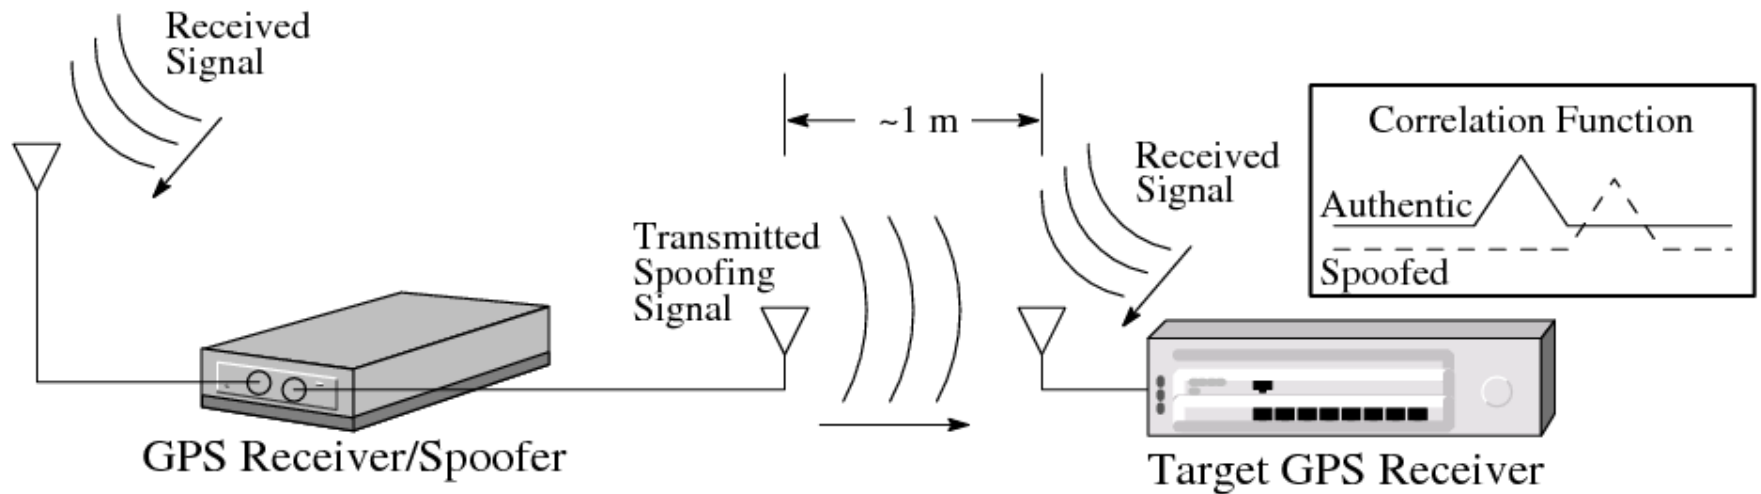 Received
Signal
~1 m
Received
Signal
Correlation Function
Authentic
Spoofed
Transmitted
Spoofing
Signal
GPS Receiver/Spoofer
Target GPS Receiver